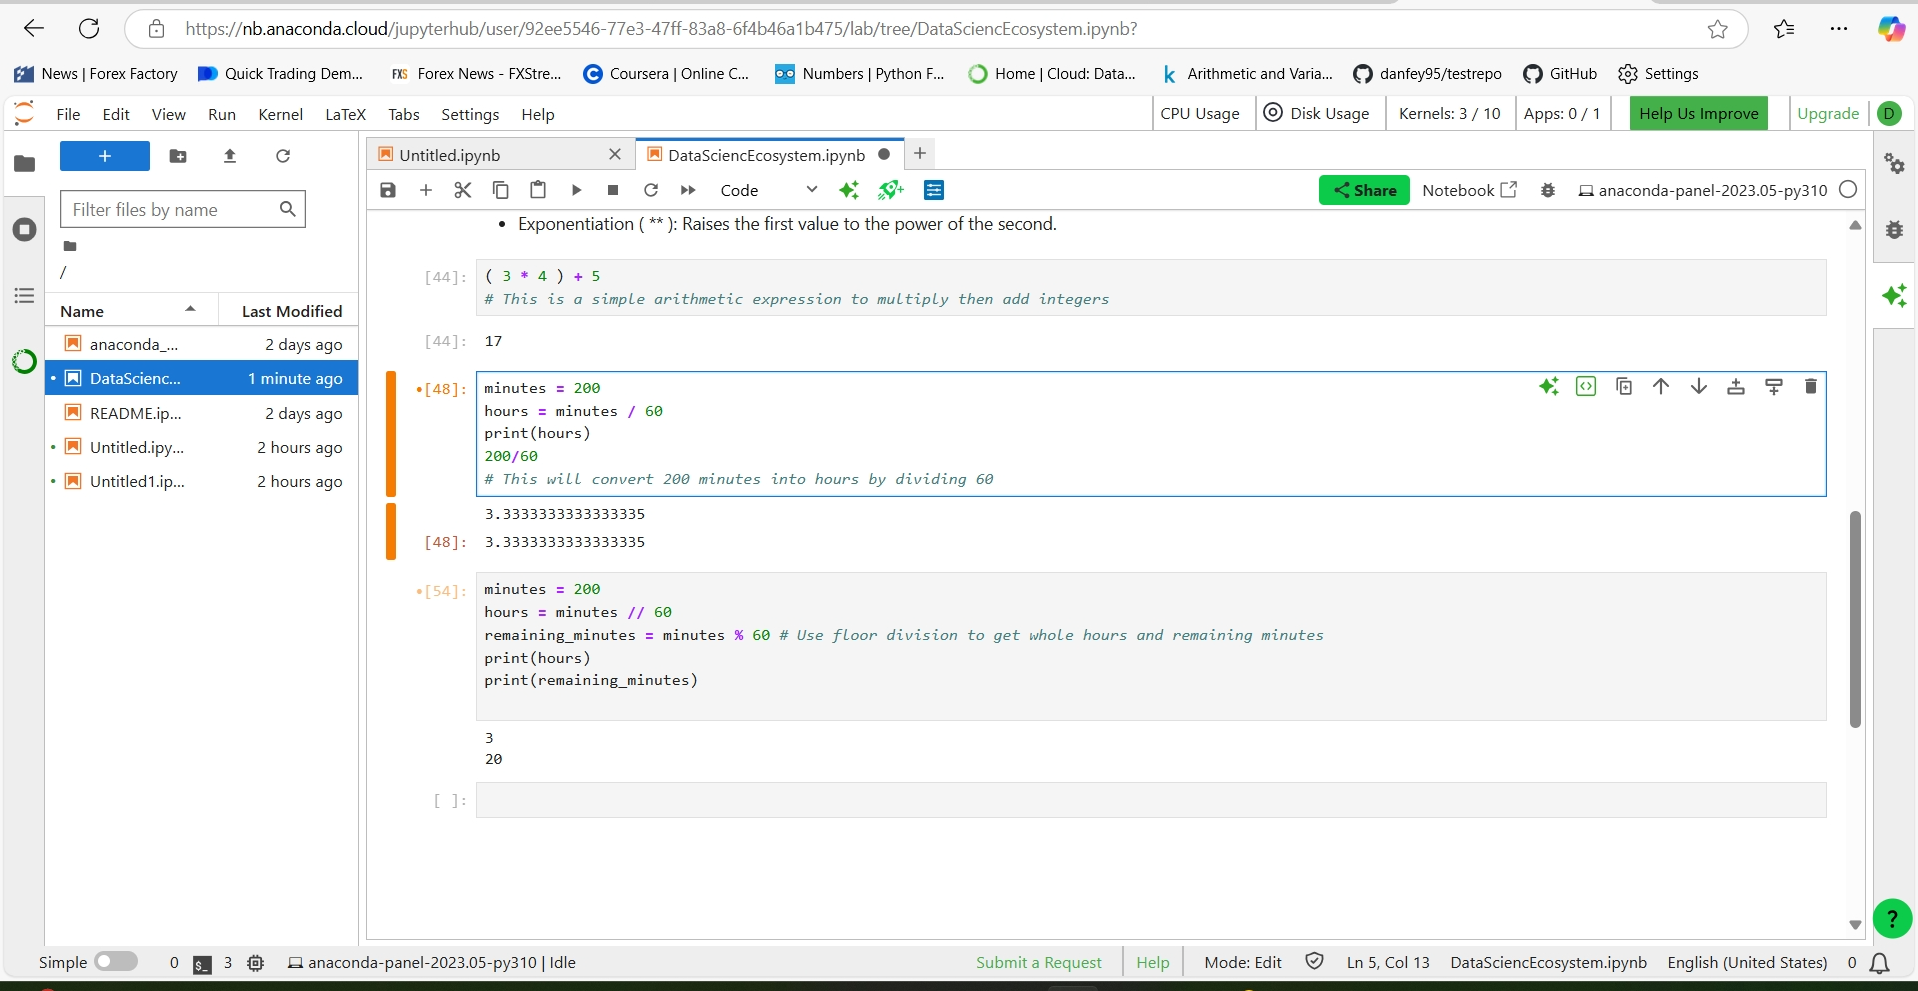 https://nb.anaconda.cloud/jupyterhub/user/92ee5546-77e3-47ff-83a8-6f4b46a1b475/lab/tree/DataSciencEcosystem.ipynb?
News | Forex Factory Quick Trading Dem... FXS Forex News - FXStre... Coursera | Online C... Numbers | Python F... Home | Cloud: Data... Arithmetic and Varia... danfey95/testrepo GitHub Settings
File Edit View Run Kernel LaTeX Tabs Settings Help CPU Usage Disk Usage Kernels: 3 / 10 Apps: 0 / 1 Help Us Improve Upgrade D
Untitled.ipynb DataSciencEcosystem.ipynb
Code Share Notebook anaconda-panel-2023.05-py310
Filter files by name
/
Name Last Modified
anaconda_... 2 days ago
DataScienc... 1 minute ago
README.ip... 2 days ago
Untitled.ipy... 2 hours ago
Untitled1.ip... 2 hours ago
• Exponentiation ( ** ): Raises the first value to the power of the second.
[44]: ( 3 * 4 ) + 5
# This is a simple arithmetic expression to multiply then add integers
[44]: 17
•[48]: minutes = 200
hours = minutes / 60
print(hours)
200/60
# This will convert 200 minutes into hours by dividing 60
3.3333333333333335
[48]: 3.3333333333333335
•[54]: minutes = 200
hours = minutes // 60
remaining_minutes = minutes % 60 # Use floor division to get whole hours and remaining minutes
print(hours)
print(remaining_minutes)
3
20
[ ]:
?
Simple 0 $_ 3 anaconda-panel-2023.05-py310 | Idle Submit a Request Help Mode: Edit Ln 5, Col 13 DataSciencEcosystem.ipynb English (United States) 0